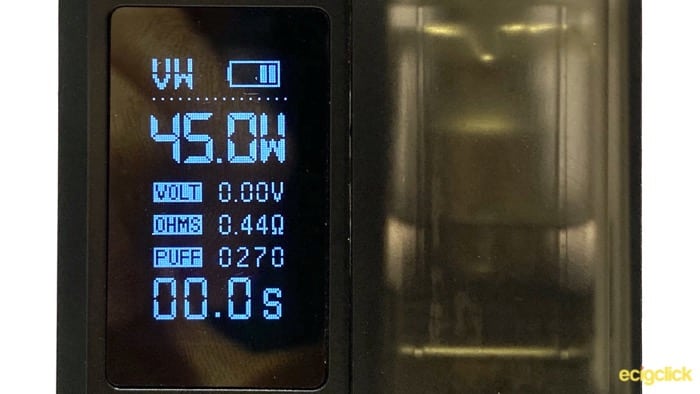 VW
45.0W
VOLT 0.00V
OHMS 0.44Ω
PUFF 0270
00.0s
ecigclick